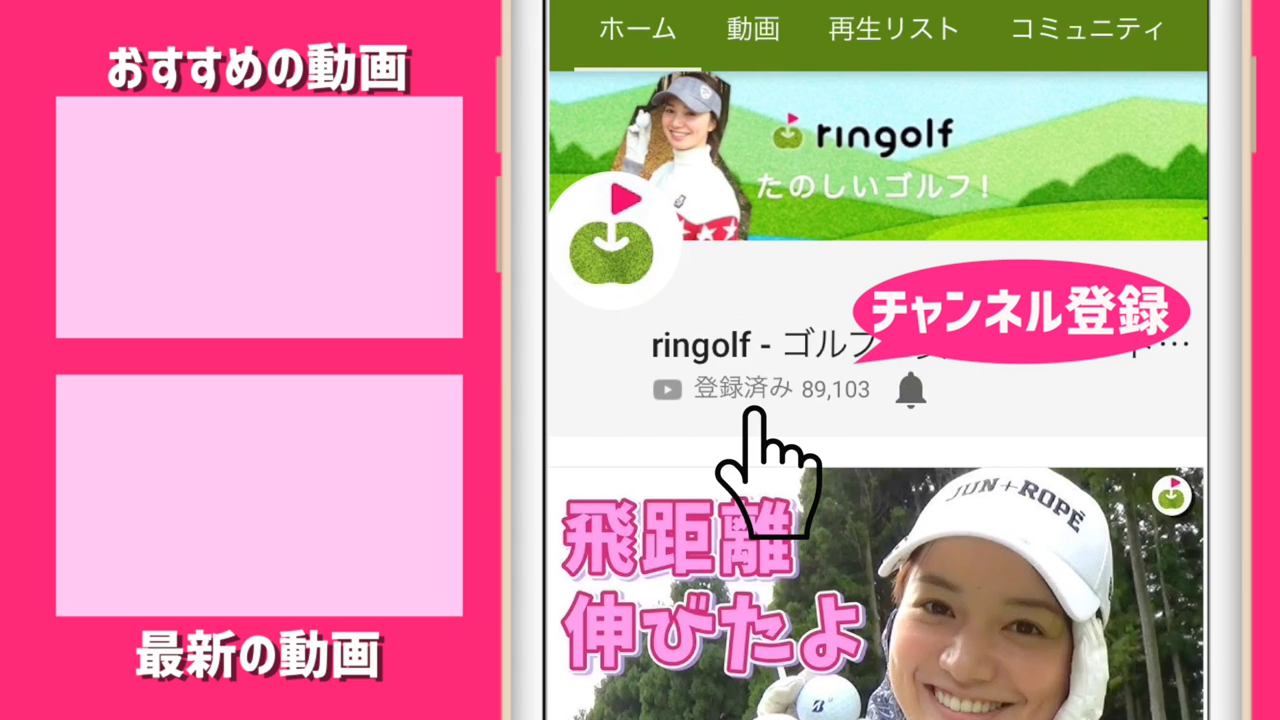 おすすめの動画
最新の動画
ホーム 動画 再生リスト コミュニティ
ringolf
たのしいゴルフ!
チャンネル登録
ringolf - ゴルフ
登録済み 89,103
飛距離
伸びたよ
JUN+ROPÉ
B